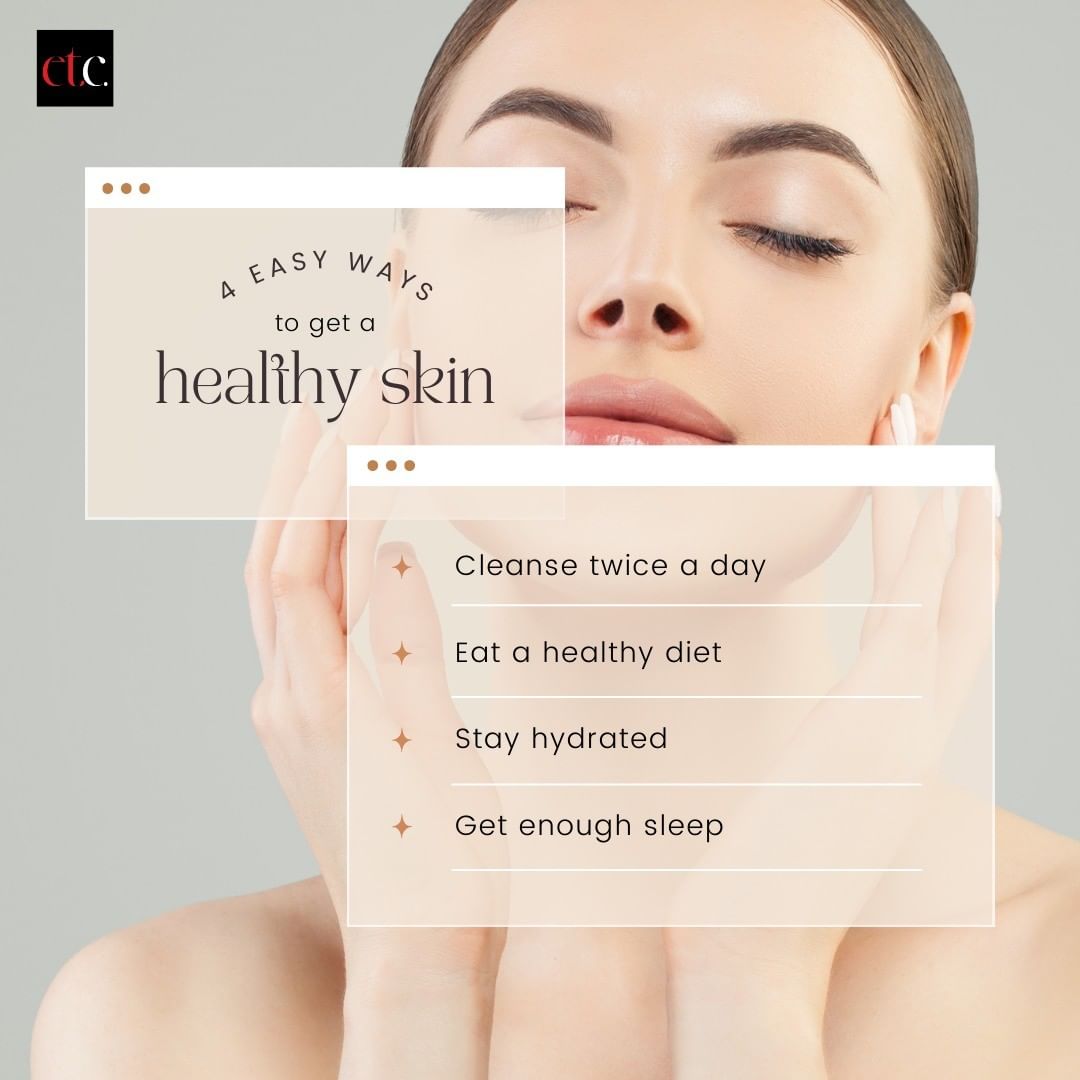 etc.
4 EASY WAYS
to get a
healthy skin
Cleanse twice a day
Eat a healthy diet
Stay hydrated
Get enough sleep